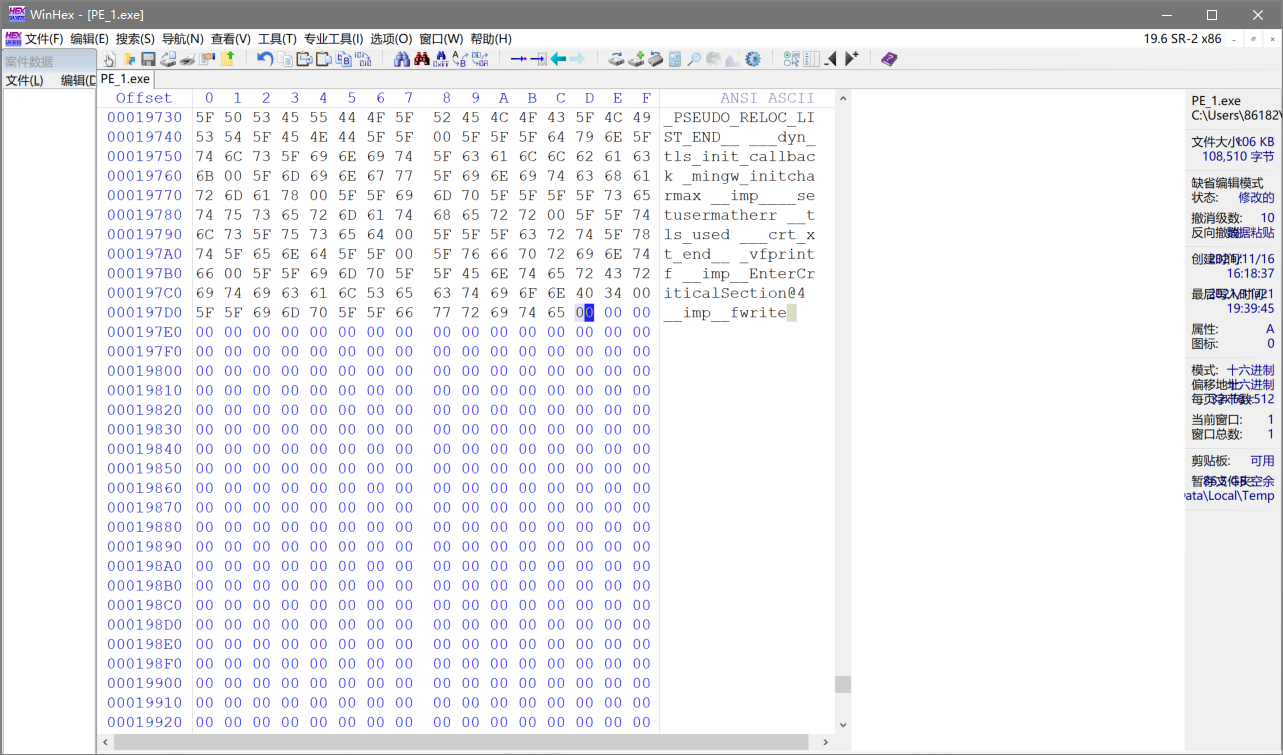 WinHex - [PE_1.exe]
文件(F) 编辑(E) 搜索(S) 导航(N) 查看(V) 工具(T) 专业工具(I) 选项(O) 窗口(W) 帮助(H)
19.6 SR-2 x86
案件数据
文件(L) 编辑(D
PE_1.exe
Offset 0 1 2 3 4 5 6 7 8 9 A B C D E F ANSI ASCII
00019730 5F 50 53 45 55 44 4F 5F 52 45 4C 4F 43 5F 4C 49 _PSEUDO_RELOC_LI
00019740 53 54 5F 45 4E 44 5F 5F 00 5F 5F 5F 64 79 6E 5F ST_END__ ___dyn_
00019750 74 6C 73 5F 69 6E 69 74 5F 63 61 6C 6C 62 61 63 tls_init_callbac
00019760 6B 00 5F 6D 69 6E 67 77 5F 69 6E 69 74 63 68 61 k _mingw_initcha
00019770 72 6D 61 78 00 5F 5F 69 6D 70 5F 5F 5F 5F 73 65 rmax __imp____se
00019780 74 75 73 65 72 6D 61 74 68 65 72 72 00 5F 5F 74 tusermatherr __t
00019790 6C 73 5F 75 73 65 64 00 5F 5F 5F 63 72 74 5F 78 ls_used ___crt_x
000197A0 74 5F 65 6E 64 5F 5F 00 5F 76 66 70 72 69 6E 74 t_end__ _vfprint
000197B0 66 00 5F 5F 69 6D 70 5F 5F 45 6E 74 65 72 43 72 f __imp__EnterCr
000197C0 69 74 69 63 61 6C 53 65 63 74 69 6F 6E 40 34 00 iticalSection@4
000197D0 5F 5F 69 6D 70 5F 5F 66 77 72 69 74 65 00 00 00 __imp__fwrite
000197E0 00 00 00 00 00 00 00 00 00 00 00 00 00 00 00 00
000197F0 00 00 00 00 00 00 00 00 00 00 00 00 00 00 00 00
00019800 00 00 00 00 00 00 00 00 00 00 00 00 00 00 00 00
00019810 00 00 00 00 00 00 00 00 00 00 00 00 00 00 00 00
00019820 00 00 00 00 00 00 00 00 00 00 00 00 00 00 00 00
00019830 00 00 00 00 00 00 00 00 00 00 00 00 00 00 00 00
00019840 00 00 00 00 00 00 00 00 00 00 00 00 00 00 00 00
00019850 00 00 00 00 00 00 00 00 00 00 00 00 00 00 00 00
00019860 00 00 00 00 00 00 00 00 00 00 00 00 00 00 00 00
00019870 00 00 00 00 00 00 00 00 00 00 00 00 00 00 00 00
00019880 00 00 00 00 00 00 00 00 00 00 00 00 00 00 00 00
00019890 00 00 00 00 00 00 00 00 00 00 00 00 00 00 00 00
000198A0 00 00 00 00 00 00 00 00 00 00 00 00 00 00 00 00
000198B0 00 00 00 00 00 00 00 00 00 00 00 00 00 00 00 00
000198C0 00 00 00 00 00 00 00 00 00 00 00 00 00 00 00 00
000198D0 00 00 00 00 00 00 00 00 00 00 00 00 00 00 00 00
000198E0 00 00 00 00 00 00 00 00 00 00 00 00 00 00 00 00
000198F0 00 00 00 00 00 00 00 00 00 00 00 00 00 00 00 00
00019900 00 00 00 00 00 00 00 00 00 00 00 00 00 00 00 00
00019910 00 00 00 00 00 00 00 00 00 00 00 00 00 00 00 00
00019920 00 00 00 00 00 00 00 00 00 00 00 00 00 00 00 00
PE_1.exe
C:\Users\86182\
文件大小: 106 KB
108,510 字节
缺省编辑模式
状态: 修改的
撤消级数: 10
反向撤消: 数据粘贴
创建时间:
16:18:37
最后写入时间:
19:39:45
属性: A
图标: 0
模式: 十六进制
偏移地址: 十六进制
每页字节数: =512
当前窗口: 1
窗口总数: 1
剪贴板: 可用
暂存文件夹: 空余
ata\Local\Temp